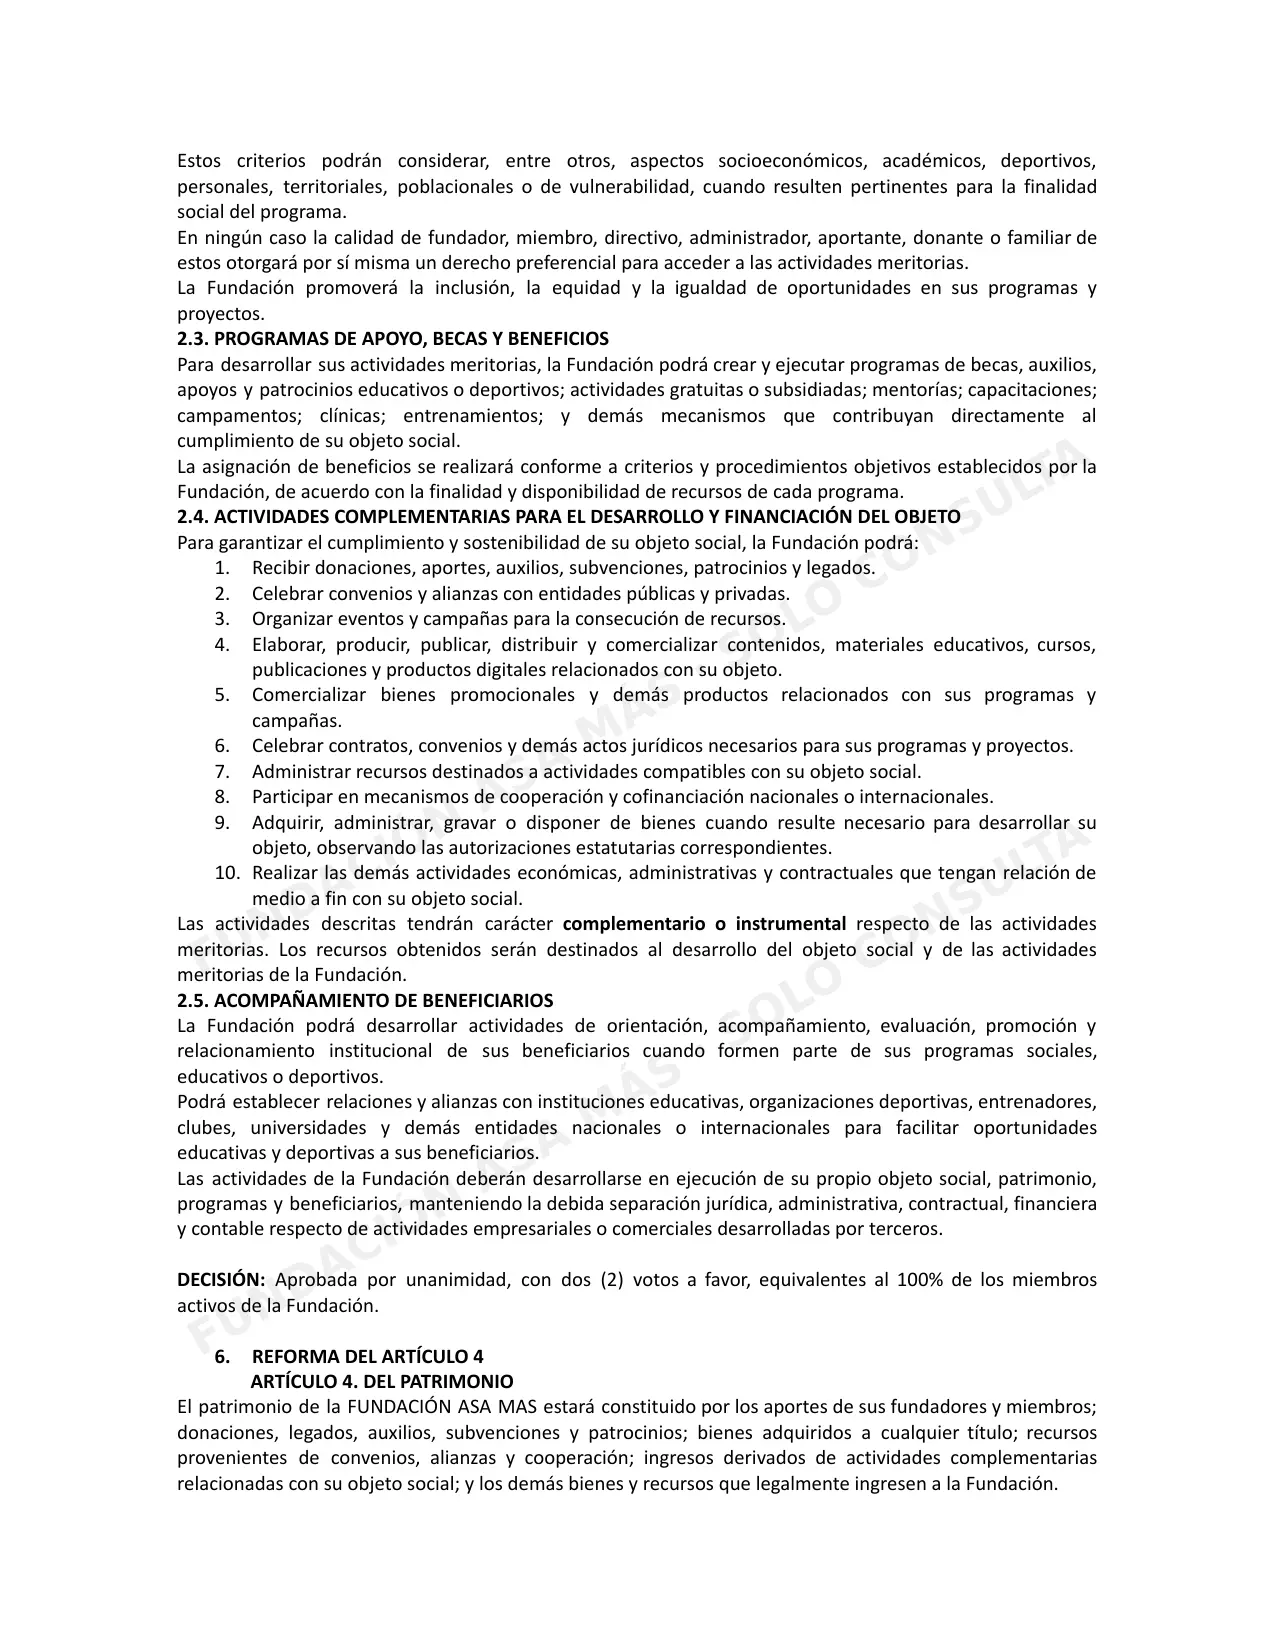 Estos criterios podrán considerar, entre otros, aspectos socioeconómicos, académicos, deportivos,
personales, territoriales, poblacionales o de vulnerabilidad, cuando resulten pertinentes para la finalidad
social del programa.
En ningún caso la calidad de fundador, miembro, directivo, administrador, aportante, donante o familiar de
estos otorgará por sí misma un derecho preferencial para acceder a las actividades meritorias.
La Fundación promoverá la inclusión, la equidad y la igualdad de oportunidades en sus programas y
proyectos.
2.3. PROGRAMAS DE APOYO, BECAS Y BENEFICIOS
Para desarrollar sus actividades meritorias, la Fundación podrá crear y ejecutar programas de becas, auxilios,
apoyos y patrocinios educativos o deportivos; actividades gratuitas o subsidiadas; mentorías; capacitaciones;
campamentos; clínicas; entrenamientos; y demás mecanismos que contribuyan directamente al
cumplimiento de su objeto social.
La asignación de beneficios se realizará conforme a criterios y procedimientos objetivos establecidos por la
Fundación, de acuerdo con la finalidad y disponibilidad de recursos de cada programa.
2.4. ACTIVIDADES COMPLEMENTARIAS PARA EL DESARROLLO Y FINANCIACIÓN DEL OBJETO
Para garantizar el cumplimiento y sostenibilidad de su objeto social, la Fundación podrá:
1. Recibir donaciones, aportes, auxilios, subvenciones, patrocinios y legados.
2. Celebrar convenios y alianzas con entidades públicas y privadas.
3. Organizar eventos y campañas para la consecución de recursos.
4. Elaborar, producir, publicar, distribuir y comercializar contenidos, materiales educativos, cursos,
publicaciones y productos digitales relacionados con su objeto.
5. Comercializar bienes promocionales y demás productos relacionados con sus programas y
campañas.
6. Celebrar contratos, convenios y demás actos jurídicos necesarios para sus programas y proyectos.
7. Administrar recursos destinados a actividades compatibles con su objeto social.
8. Participar en mecanismos de cooperación y cofinanciación nacionales o internacionales.
9. Adquirir, administrar, gravar o disponer de bienes cuando resulte necesario para desarrollar su
objeto, observando las autorizaciones estatutarias correspondientes.
10. Realizar las demás actividades económicas, administrativas y contractuales que tengan relación de
medio a fin con su objeto social.
Las actividades descritas tendrán carácter complementario o instrumental respecto de las actividades
meritorias. Los recursos obtenidos serán destinados al desarrollo del objeto social y de las actividades
meritorias de la Fundación.
2.5. ACOMPAÑAMIENTO DE BENEFICIARIOS
La Fundación podrá desarrollar actividades de orientación, acompañamiento, evaluación, promoción y
relacionamiento institucional de sus beneficiarios cuando formen parte de sus programas sociales,
educativos o deportivos.
Podrá establecer relaciones y alianzas con instituciones educativas, organizaciones deportivas, entrenadores,
clubes, universidades y demás entidades nacionales o internacionales para facilitar oportunidades
educativas y deportivas a sus beneficiarios.
Las actividades de la Fundación deberán desarrollarse en ejecución de su propio objeto social, patrimonio,
programas y beneficiarios, manteniendo la debida separación jurídica, administrativa, contractual, financiera
y contable respecto de actividades empresariales o comerciales desarrolladas por terceros.
DECISIÓN: Aprobada por unanimidad, con dos (2) votos a favor, equivalentes al 100% de los miembros
activos de la Fundación.
6. REFORMA DEL ARTÍCULO 4
ARTÍCULO 4. DEL PATRIMONIO
El patrimonio de la FUNDACIÓN ASA MAS estará constituido por los aportes de sus fundadores y miembros;
donaciones, legados, auxilios, subvenciones y patrocinios; bienes adquiridos a cualquier título; recursos
provenientes de convenios, alianzas y cooperación; ingresos derivados de actividades complementarias
relacionadas con su objeto social; y los demás bienes y recursos que legalmente ingresen a la Fundación.
FUNDACIÓN ASA MÁS - SOLO CONSULTA
FUNDACIÓN ASA MÁS - SOLO CONSULTA